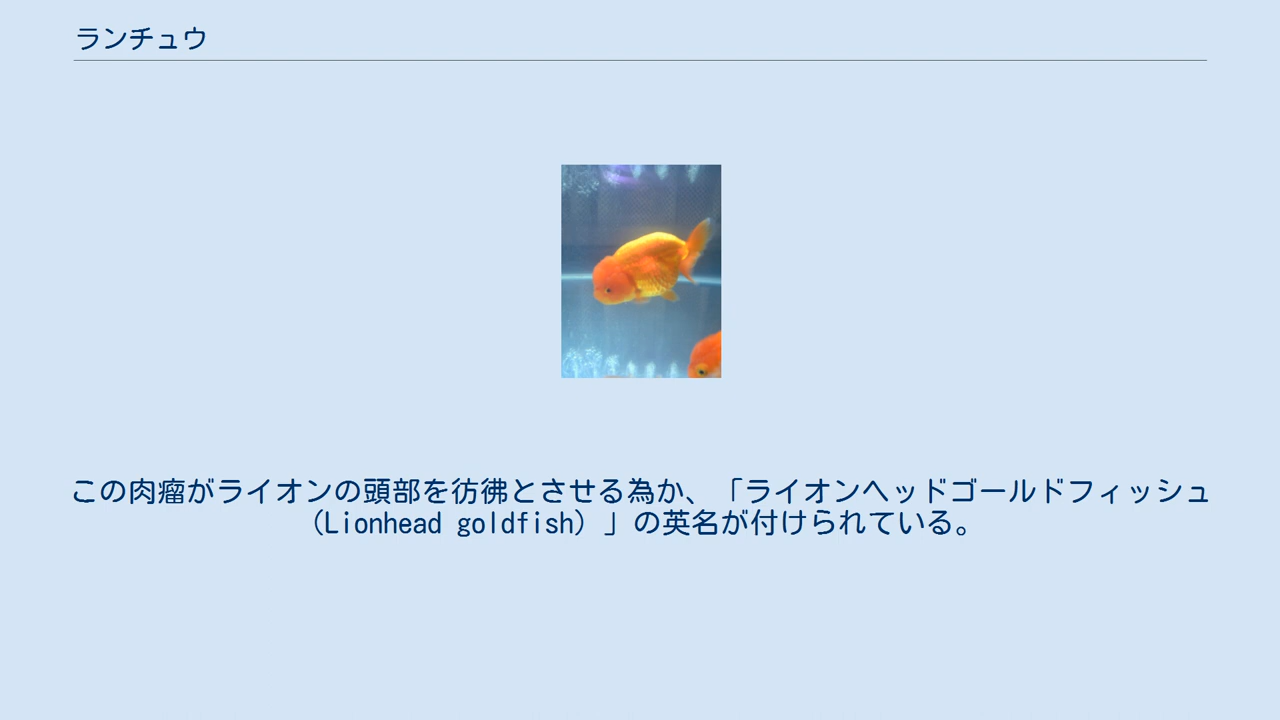 ランチュウ
この肉瘤がライオンの頭部を彷彿とさせる為か、「ライオンヘッドゴールドフィッシュ
（Lionhead goldfish）」の英名が付けられている。